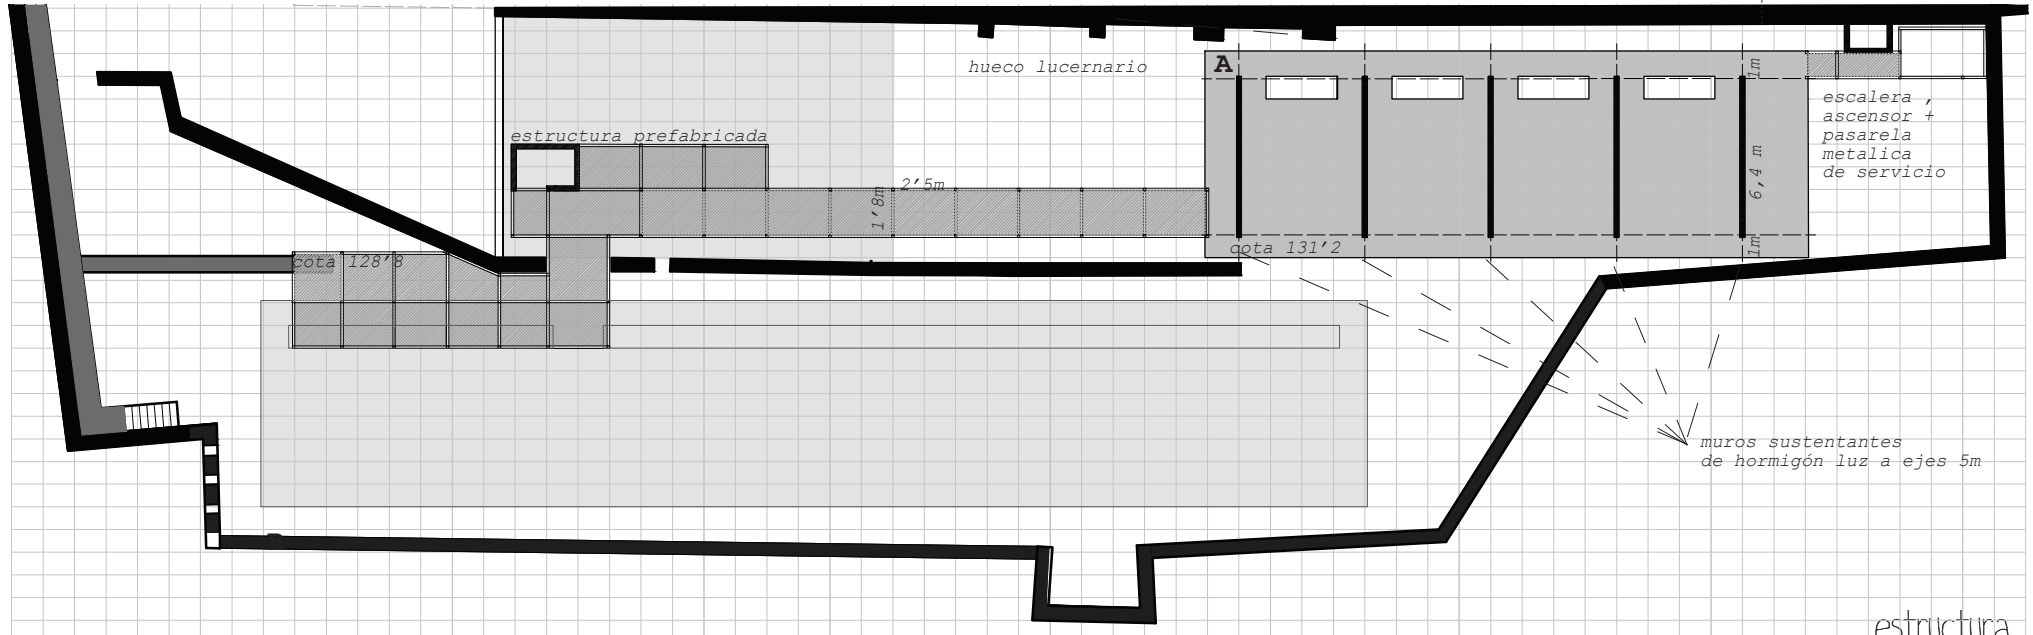 hueco lucernario
A
1m
escalera ,
ascensor +
pasarela
metalica
de servicio
estructura prefabricada
2'5m
1'8m
6,4 m
cota 131'2
1m
cota 128'8
muros sustentantes
de hormigón luz a ejes 5m
estructura